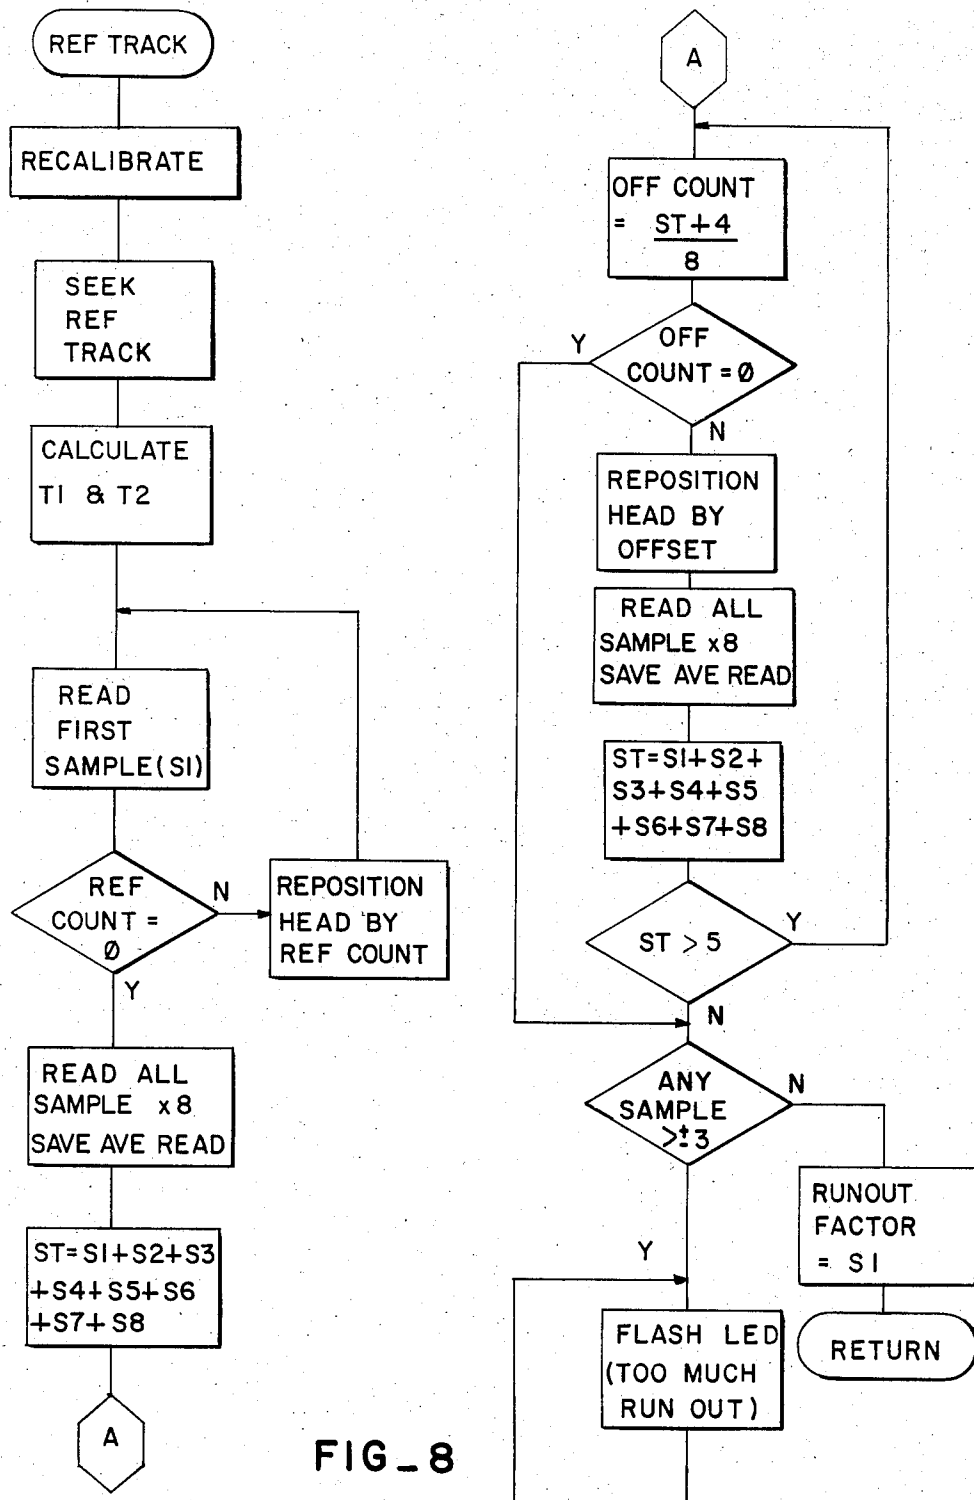 REF TRACK
RECALIBRATE
SEEK
REF
TRACK
CALCULATE
T1 & T2
READ
FIRST
SAMPLE(S1)
REF
COUNT =
Ø
N
Y
REPOSITION
HEAD BY
REF COUNT
READ ALL
SAMPLE x8
SAVE AVE READ
ST=S1+S2+S3
+S4+S5+S6
+S7+S8
A
A
OFF COUNT
= ST+4
8
OFF
COUNT=Ø
Y
N
REPOSITION
HEAD BY
OFFSET
READ ALL
SAMPLE x8
SAVE AVE READ
ST=S1+S2+
S3+S4+S5
+S6+S7+S8
ST > 5
Y
N
ANY
SAMPLE
>±3
N
Y
RUNOUT
FACTOR
= S1
RETURN
FLASH LED
(TOO MUCH
RUN OUT)
FIG_8